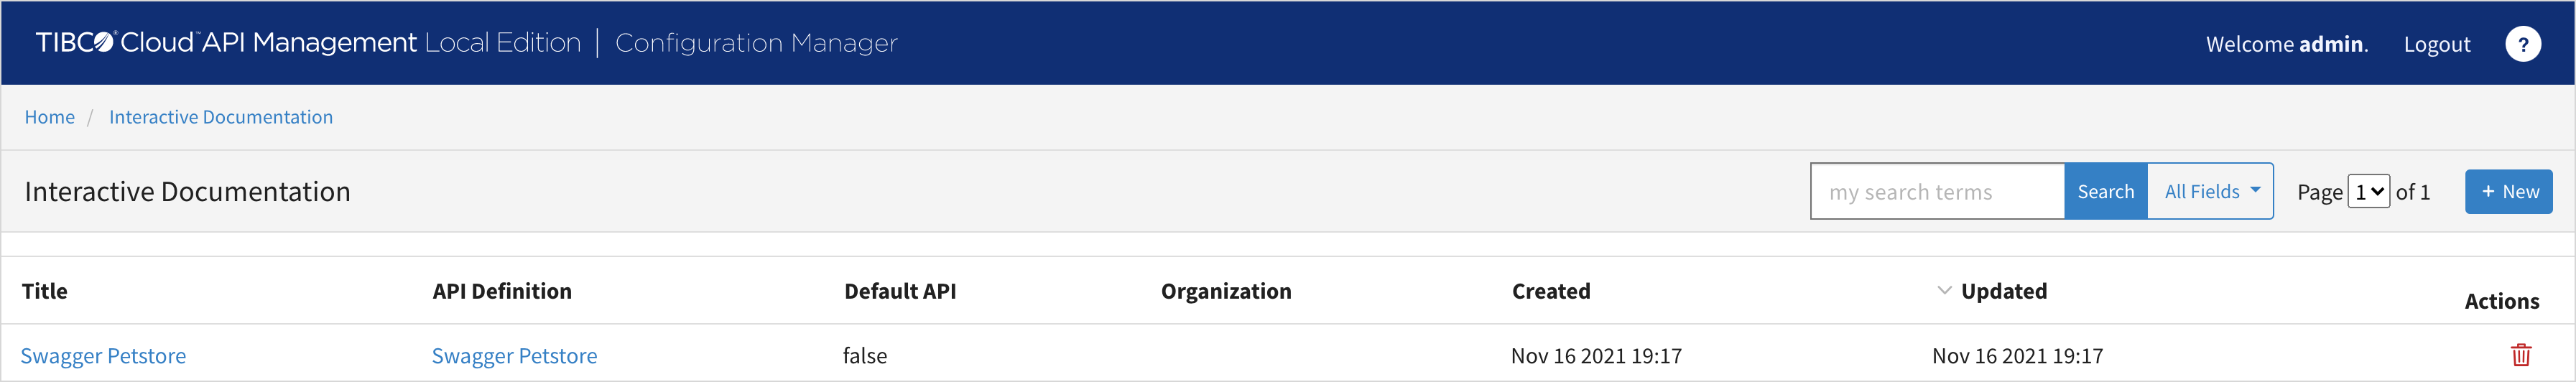 TIBCO® Cloud™ API Management Local Edition | Configuration Manager Welcome admin. Logout ?
Home / Interactive Documentation
Interactive Documentation my search terms Search All Fields Page 1 of 1 + New
Title API Definition Default API Organization Created Updated Actions
Swagger Petstore Swagger Petstore false Nov 16 2021 19:17 Nov 16 2021 19:17